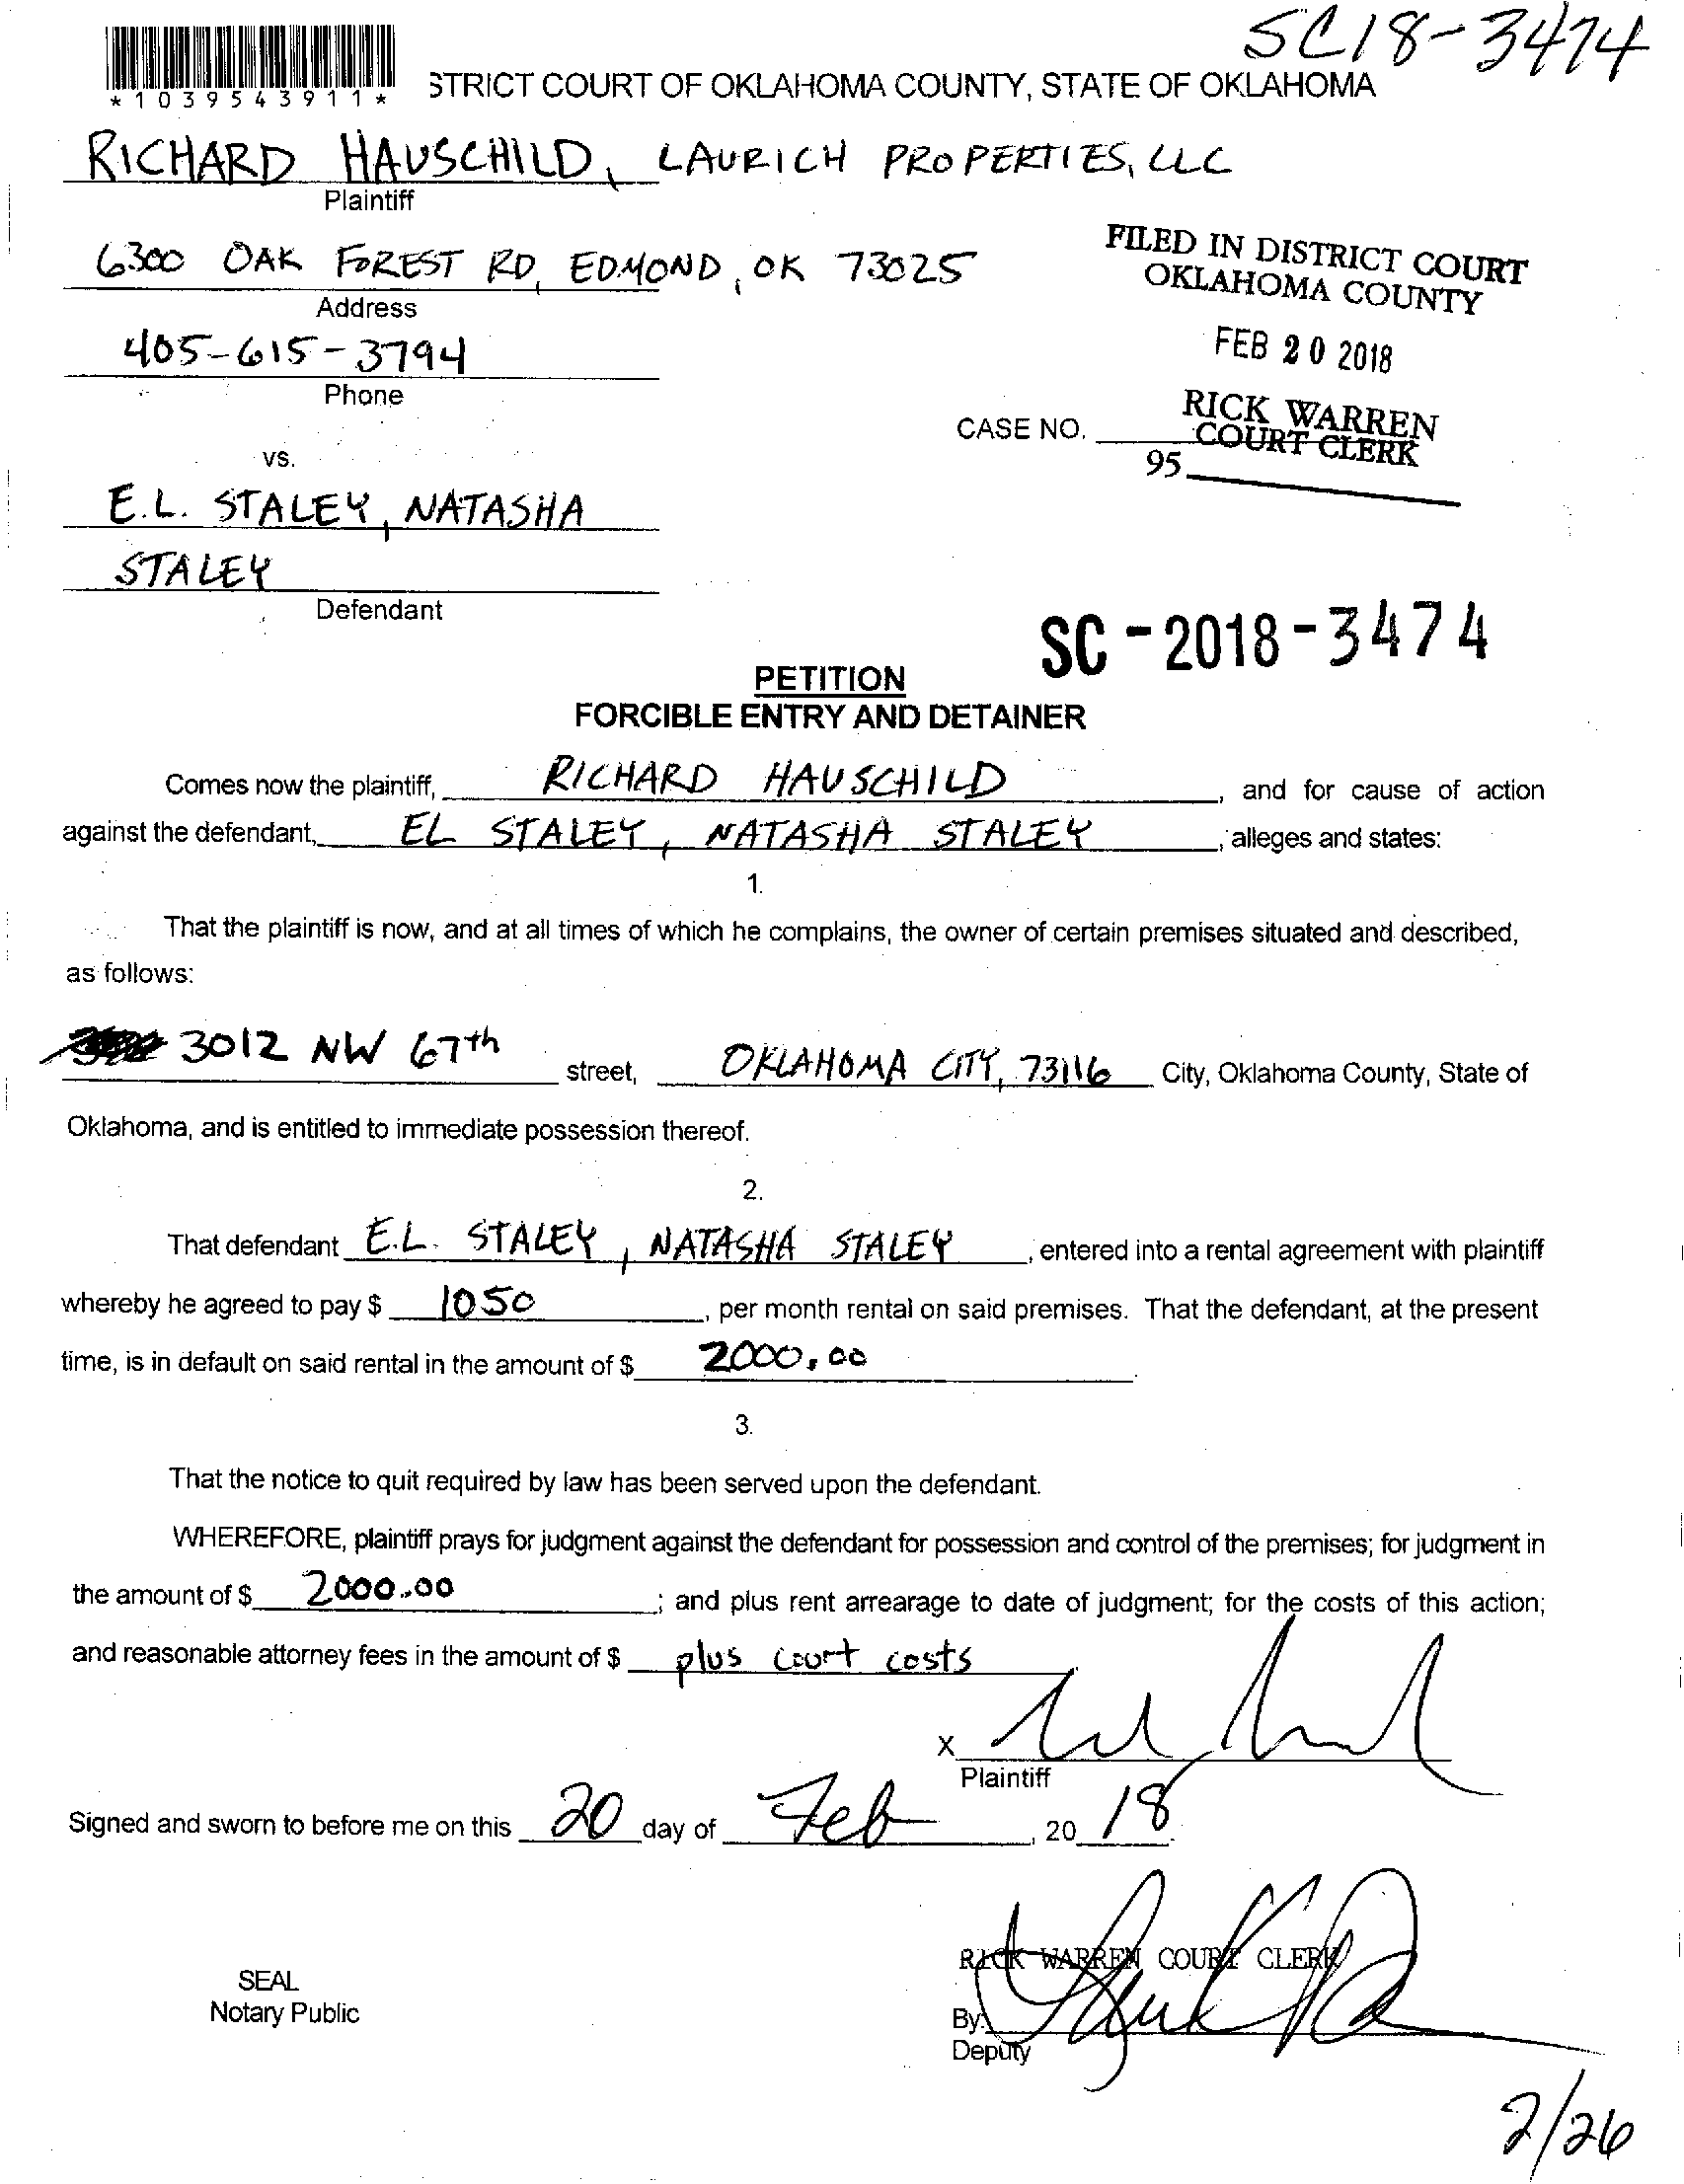 SC18-3474
*1039543911*
STRICT COURT OF OKLAHOMA COUNTY, STATE OF OKLAHOMA
RICHARD HAUSCHILD, LAURICH PROPERTIES, LLC
Plaintiff
6300 OAK FOREST RD, EDMOND, OK 73025
Address
FILED IN DISTRICT COURT
OKLAHOMA COUNTY
405-615-3794
Phone
FEB 20 2018
RICK WARREN
COURT CLERK
CASE NO.
95
vs.
E.L. STALEY, NATASHA
STALEY
Defendant
SC-2018-3474
PETITION
FORCIBLE ENTRY AND DETAINER
Comes now the plaintiff, RICHARD HAUSCHILD, and for cause of action
against the defendant, EL STALEY, NATASHA STALEY, alleges and states:
1.
That the plaintiff is now, and at all times of which he complains, the owner of certain premises situated and described,
as follows:
3012 NW 67th street, OKLAHOMA CITY, 73116 City, Oklahoma County, State of
Oklahoma, and is entitled to immediate possession thereof.
2.
That defendant E.L. STALEY, NATASHA STALEY, entered into a rental agreement with plaintiff
whereby he agreed to pay $ 1050, per month rental on said premises. That the defendant, at the present
time, is in default on said rental in the amount of $ 2000.00.
3.
That the notice to quit required by law has been served upon the defendant.
WHEREFORE, plaintiff prays for judgment against the defendant for possession and control of the premises; for judgment in
the amount of $ 2000.00; and plus rent arrearage to date of judgment; for the costs of this action;
and reasonable attorney fees in the amount of $ plus court costs
X
Plaintiff
Signed and sworn to before me on this 20 day of Feb, 20 18.
RICK WARREN COURT CLERK
SEAL
Notary Public
By:
Deputy
2/26